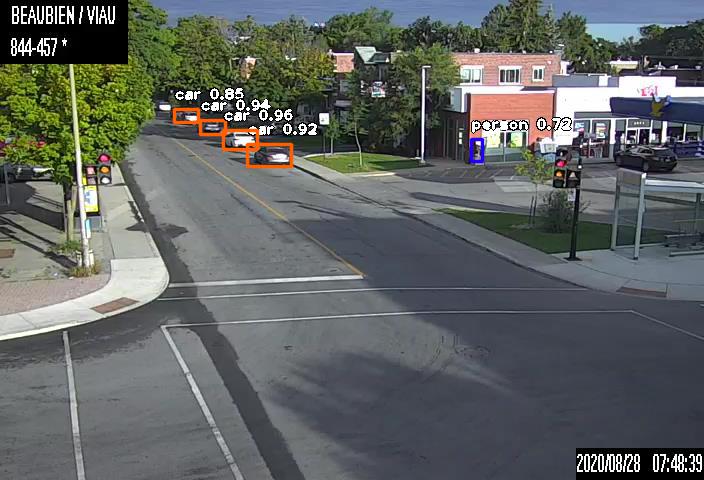 BEAUBIEN / VIAU
844-457 *
car 0.85
car 0.94
car 0.96
car 0.92
person 0.72
2020/08/28 07:48:39